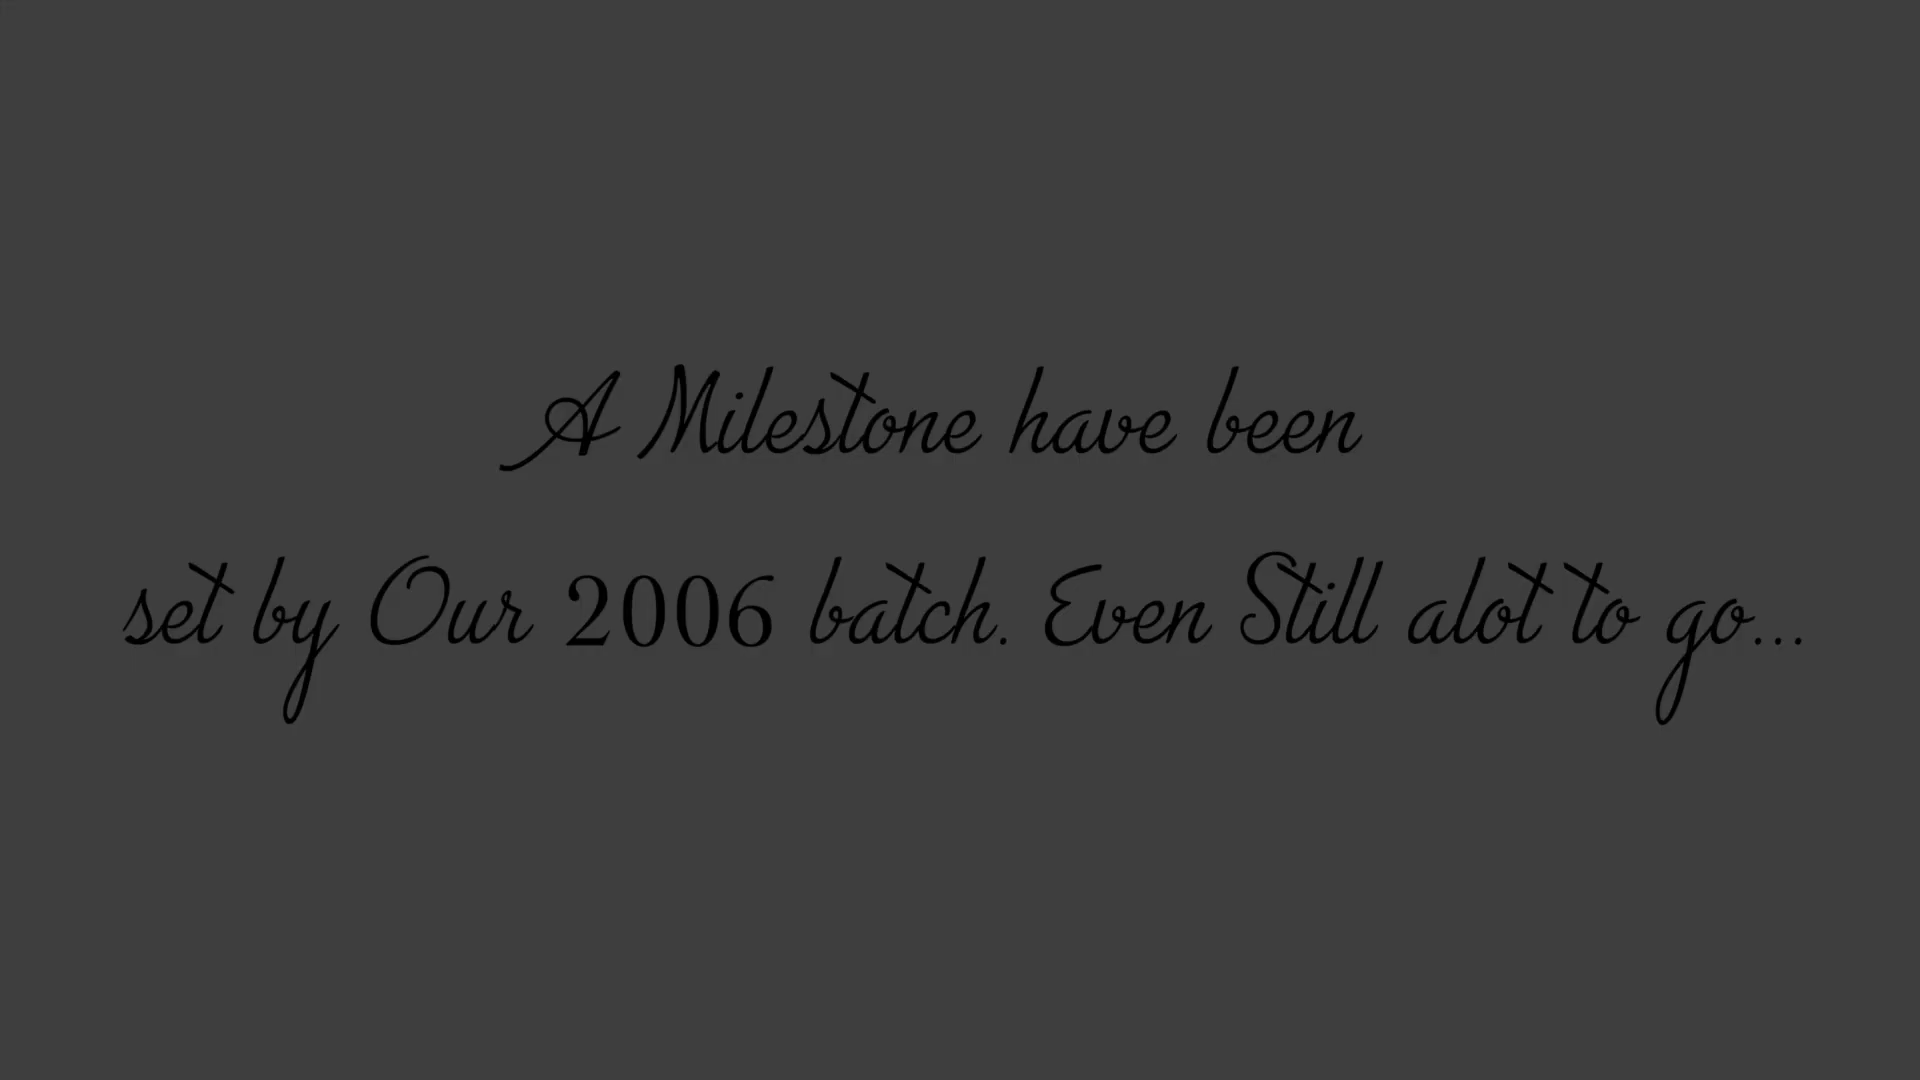 A Milestone have been
set by Our 2006 batch. Even Still alot to go...